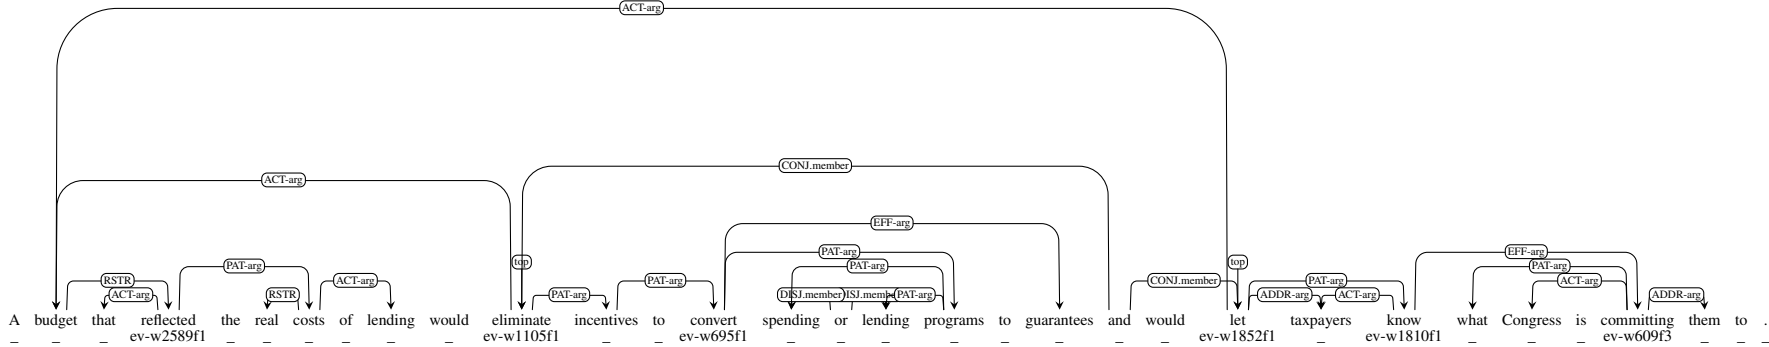 ACT-arg
CONJ.member
ACT-arg
EFF-arg
PAT-arg EFF-arg
top PAT-arg PAT-arg top PAT-arg
RSTR ACT-arg PAT-arg CONJ.member PAT-arg ACT-arg
ACT-arg RSTR PAT-arg DISJ.member PAT-arg ADDR-arg ACT-arg ADDR-arg
A budget that reflected the real costs of lending would eliminate incentives to convert spending or lending programs to guarantees and would let taxpayers know what Congress is committing them to .
_ _ _ ev-w2589f1 _ _ _ _ _ _ ev-w1105f1 _ _ ev-w695f1 _ _ _ _ _ _ _ _ ev-w1852f1 _ ev-w1810f1 _ _ _ ev-w609f3 _ _ _